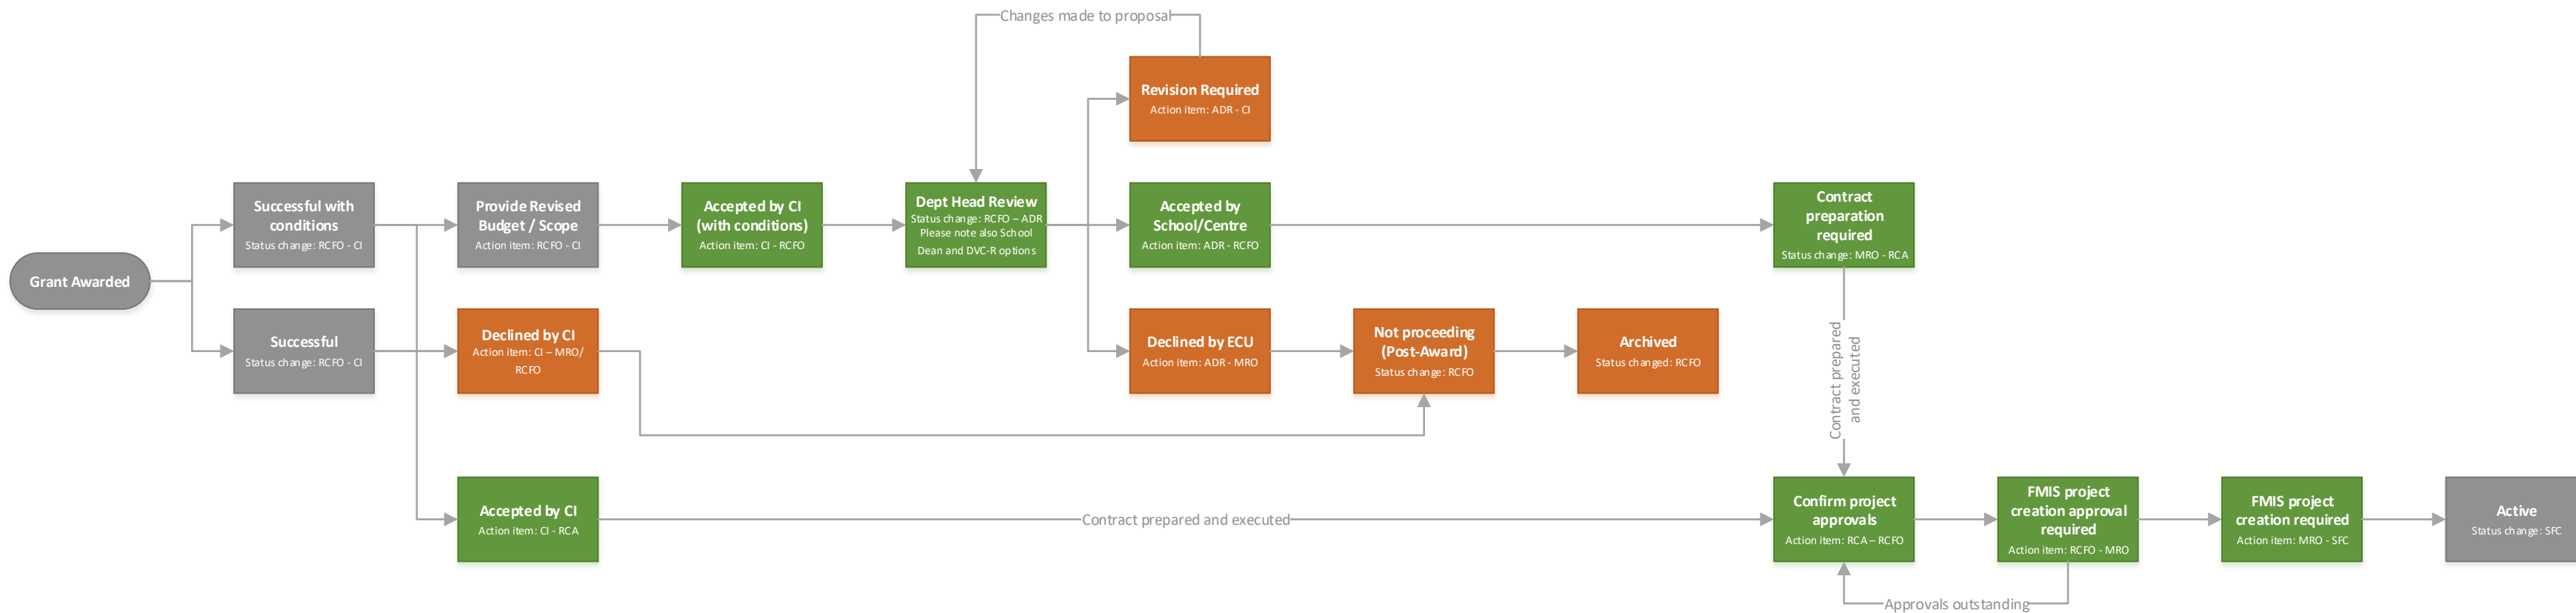 Changes made to proposal
Revision Required
Action item: ADR - CI
Successful with
conditions
Status change: RCFO - CI
Provide Revised
Budget / Scope
Action item: RCFO - CI
Accepted by CI
(with conditions)
Action item: CI - RCFO
Dept Head Review
Status change: RCFO – ADR
Please note also School
Dean and DVC-R options
Accepted by
School/Centre
Action item: ADR - RCFO
Contract
preparation
required
Status change: MRO - RCA
Grant Awarded
Successful
Status change: RCFO - CI
Declined by CI
Action item: CI – MRO/
RCFO
Declined by ECU
Action item: ADR - MRO
Not proceeding
(Post-Award)
Status change: RCFO
Archived
Status changed: RCFO
Contract prepared
and executed
Accepted by CI
Action item: CI - RCA
Contract prepared and executed
Confirm project
approvals
Action item: RCA – RCFO
FMIS project
creation approval
required
Action item: RCFO - MRO
FMIS project
creation required
Action item: MRO - SFC
Active
Status change: SFC
Approvals outstanding